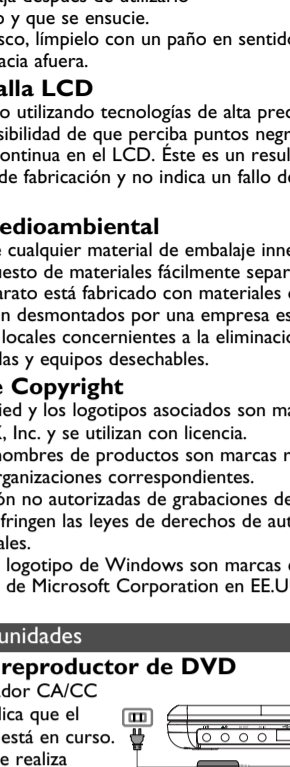 después de utilizarlo
o y que se ensucie.
sco, límpielo con un paño en sentido
acia afuera.
alla LCD
o utilizando tecnologías de alta prec
sibilidad de que perciba puntos negr
continua en el LCD. Éste es un resul
de fabricación y no indica un fallo de
edioambiental
e cualquier material de embalaje inne
uesto de materiales fácilmente separ
arato está fabricado con materiales
n desmontados por una empresa es
locales concernientes a la eliminació
das y equipos desechables.
e Copyright
ied y los logotipos asociados son ma
X, Inc. y se utilizan con licencia.
nombres de productos son marcas r
rganizaciones correspondientes.
ón no autorizadas de grabaciones de
fringen las leyes de derechos de aut
ales.
logotipo de Windows son marcas
de Microsoft Corporation en EE.U
unidades
reproductor de DVD
ador CA/CC
lica que el
está en curso.
e realiza